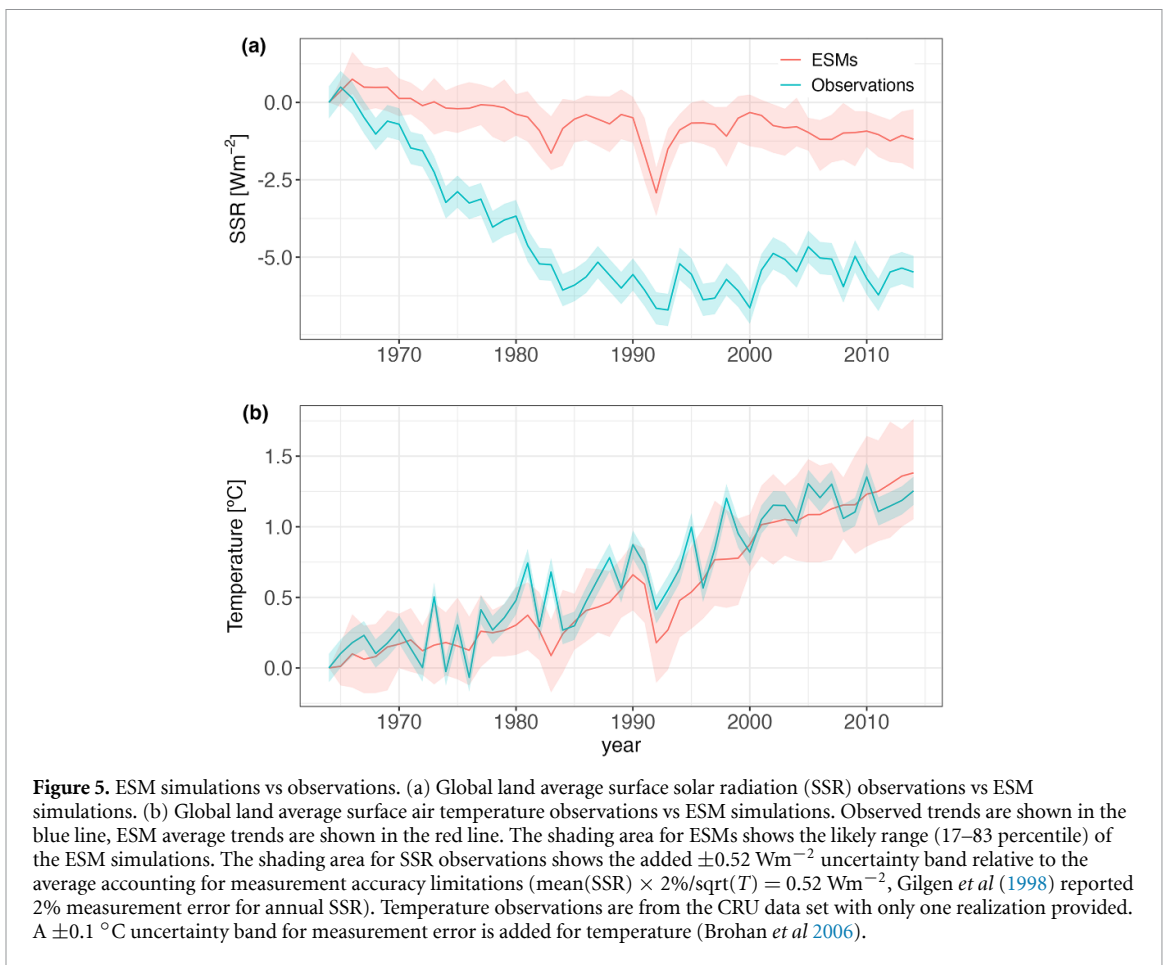 (a)
ESMs
Observations
0.0
-2.5
-5.0
SSR [Wm−2]
1970 1980 1990 2000 2010
(b)
1.5
1.0
0.5
0.0
Temperature [ºC]
1970 1980 1990 2000 2010
year
Figure 5. ESM simulations vs observations. (a) Global land average surface solar radiation (SSR) observations vs ESM
simulations. (b) Global land average surface air temperature observations vs ESM simulations. Observed trends are shown in the
blue line, ESM average trends are shown in the red line. The shading area for ESMs shows the likely range (17–83 percentile) of
the ESM simulations. The shading area for SSR observations shows the added ±0.52 Wm−2 uncertainty band relative to the
average accounting for measurement accuracy limitations (mean(SSR) × 2%/sqrt(T) = 0.52 Wm−2, Gilgen et al (1998) reported
2% measurement error for annual SSR). Temperature observations are from the CRU data set with only one realization provided.
A ±0.1 °C uncertainty band for measurement error is added for temperature (Brohan et al 2006).